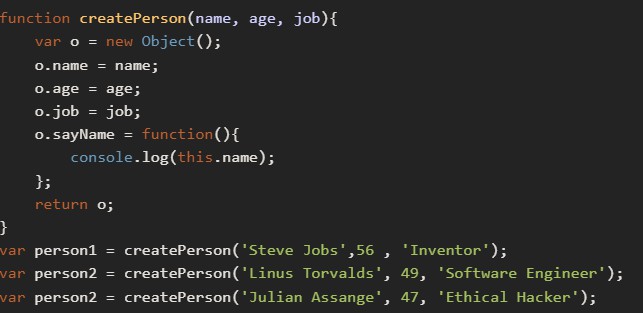 function createPerson(name, age, job){
    var o = new Object();
    o.name = name;
    o.age = age;
    o.job = job;
    o.sayName = function(){
        console.log(this.name);
    };
    return o;
}
var person1 = createPerson('Steve Jobs',56 , 'Inventor');
var person2 = createPerson('Linus Torvalds', 49, 'Software Engineer');
var person2 = createPerson('Julian Assange', 47, 'Ethical Hacker');